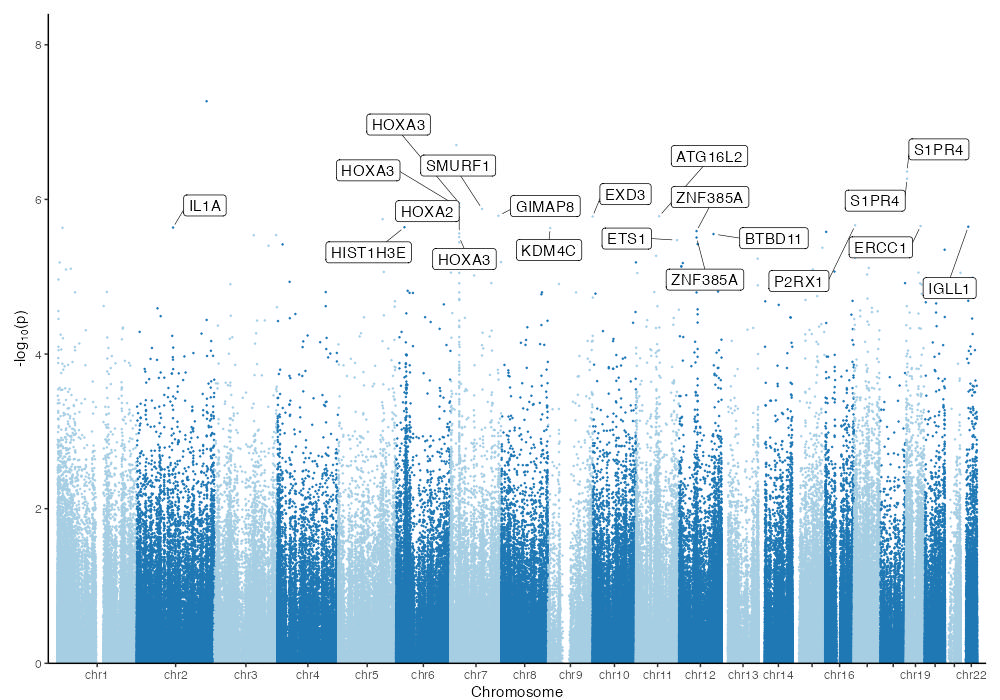 8
HOXA3
S1PR4
ATG16L2
HOXA3
SMURF1
EXD3
ZNF385A
6
S1PR4
IL1A
GIMAP8
HOXA2
ETS1
BTBD11
ERCC1
HIST1H3E
KDM4C
HOXA3
ZNF385A
P2RX1
IGLL1
-log10(p)
4
2
0
chr1 chr2 chr3 chr4 chr5 chr6 chr7 chr8 chr9 chr10 chr11 chr12 chr13 chr14 chr16 chr19 chr22
Chromosome